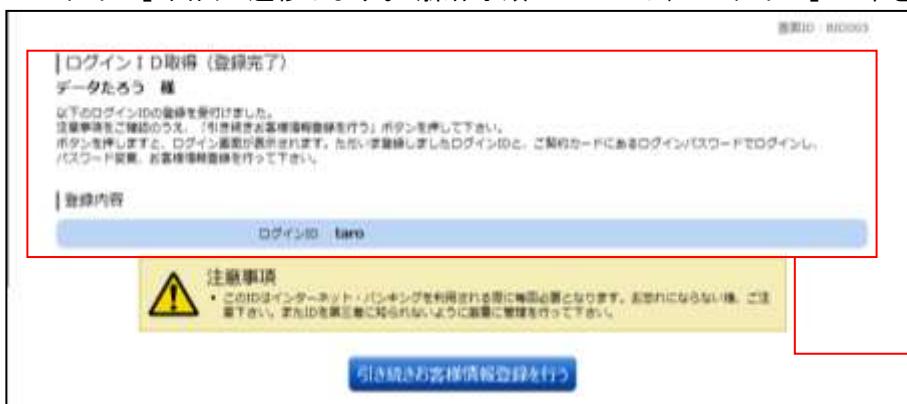 画面ID:BID003
ログインID取得(登録完了)
データたろう 様
以下のログインIDの登録を受付けました。
注意事項をご確認のうえ、「引き続きお客様情報登録を行う」ボタンを押して下さい。
ボタンを押しますと、ログイン画面が表示されます。ただいま登録しましたログインIDと、ご契約カードにあるログインパスワードでログインし、
パスワード変更、お客様情報登録を行って下さい。
登録内容
ログインID taro
注意事項
・このIDはインターネット・バンキングを利用される際に毎回必要となります。お忘れにならない様、ご注
意下さい。またIDを第三者に知られないように厳重に管理を行って下さい。
引き続きお客様情報登録を行う